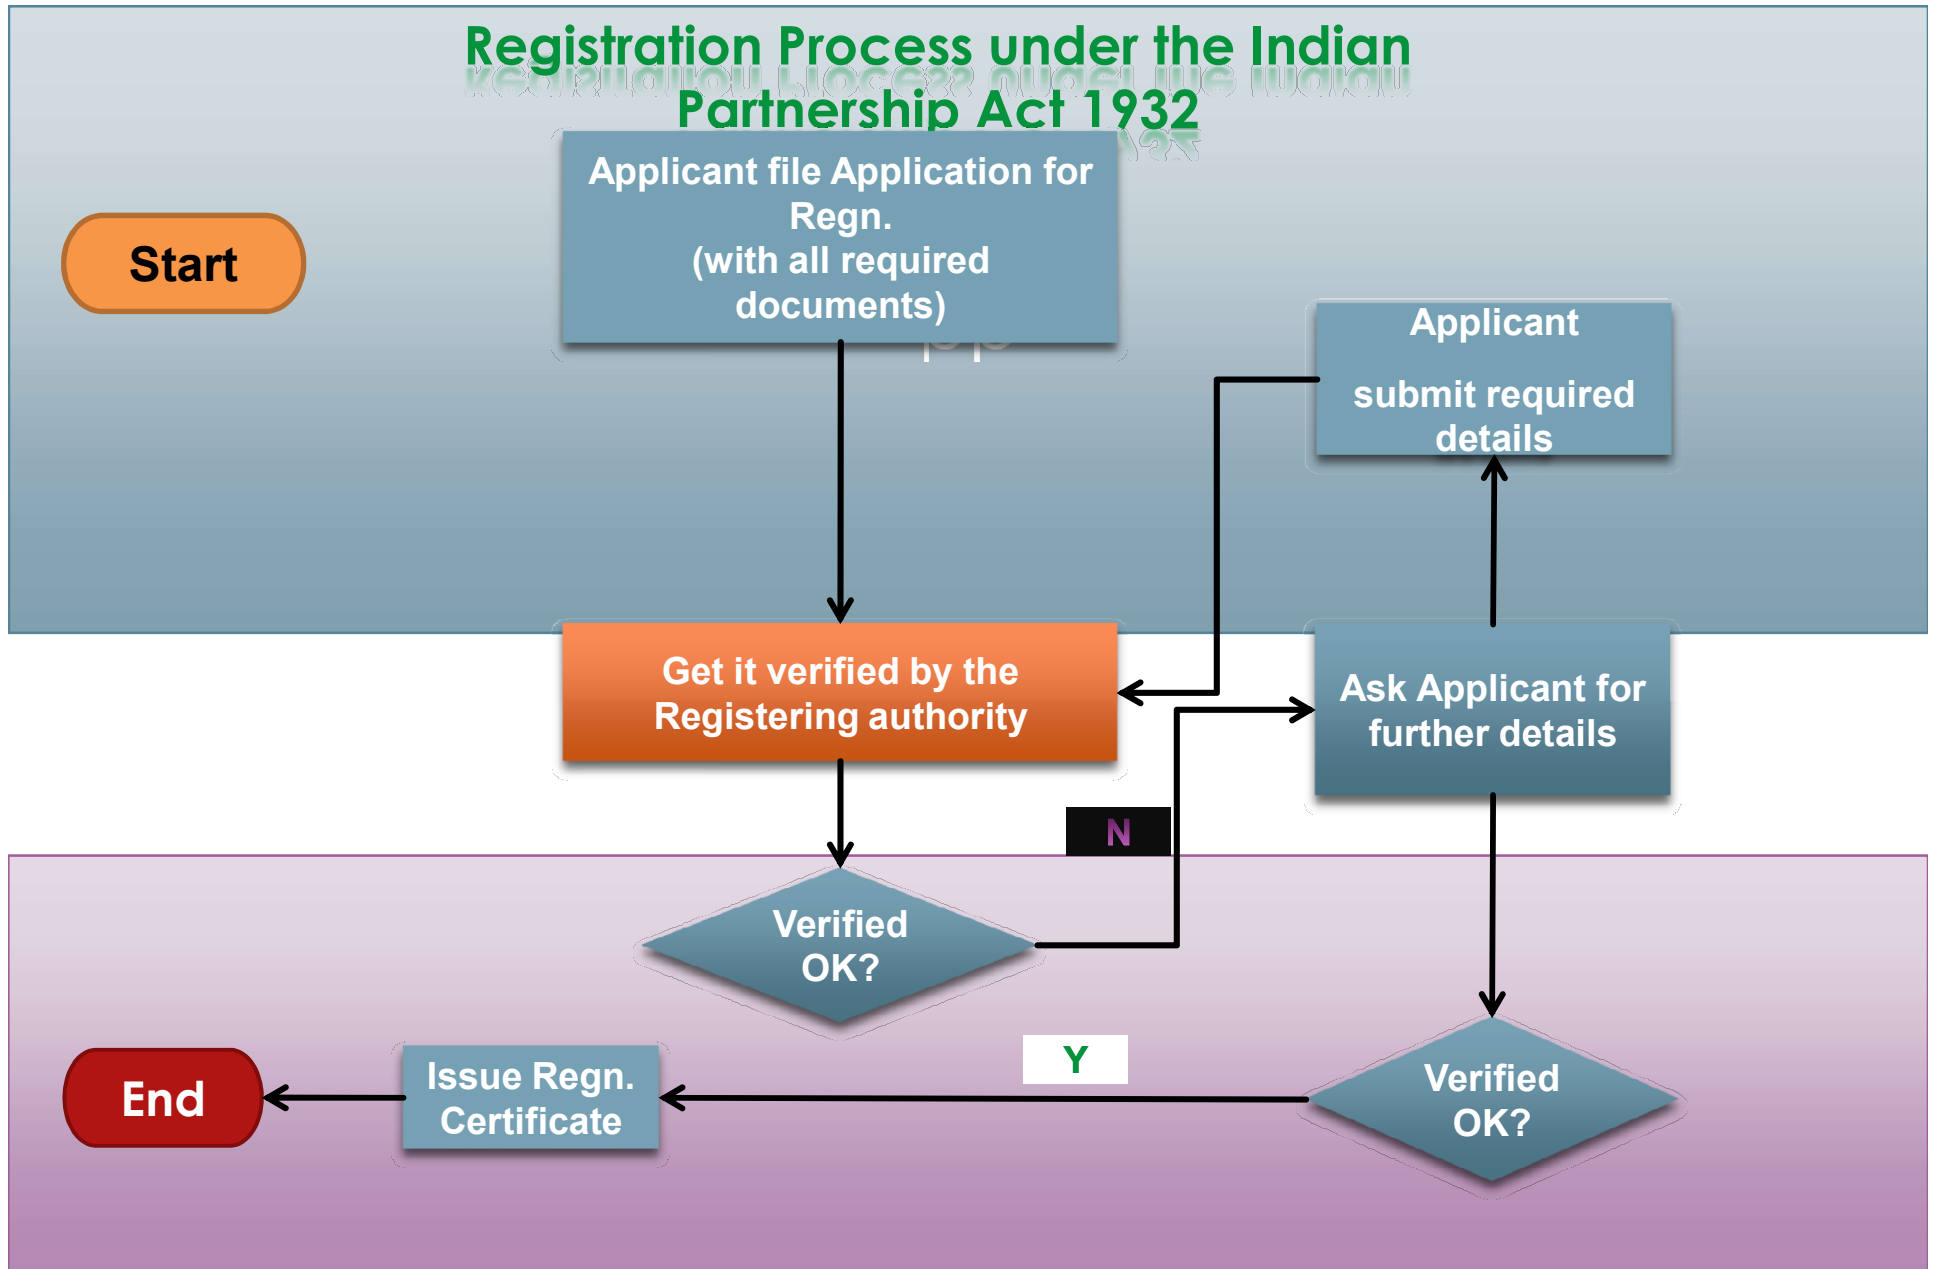 Registration Process under the Indian
Partnership Act 1932
Applicant file Application for
Regn.
(with all required
documents)
Start
Applicant
submit required
details
Get it verified by the
Registering authority
Ask Applicant for
further details
N
Verified
OK?
Y
Verified
OK?
Issue Regn.
Certificate
End